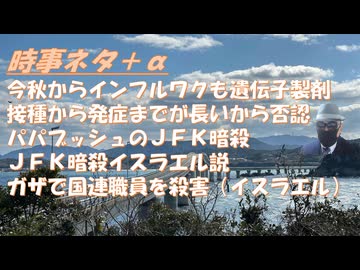 時事ネタ＋α
今秋からインフルワクも遺伝子製剤
接種から発症までが長いから否認
パパブッシュのＪＦＫ暗殺
ＪＦＫ暗殺イスラエル説
ガザで国連職員を殺害（イスラエル）